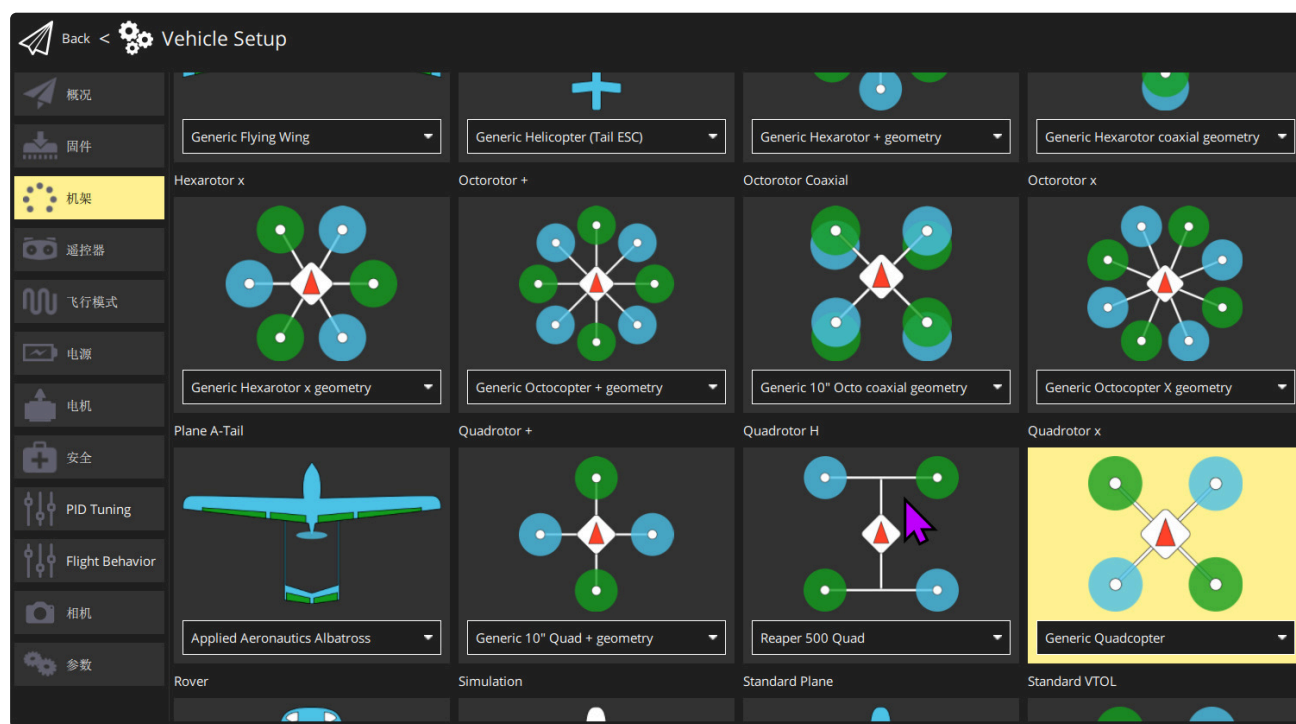 Back < Vehicle Setup
概况
固件
机架
遥控器
飞行模式
电源
电机
安全
PID Tuning
Flight Behavior
相机
参数
Generic Flying Wing
Generic Helicopter (Tail ESC)
Generic Hexarotor + geometry
Generic Hexarotor coaxial geometry
Hexarotor x
Octorotor +
Octorotor Coaxial
Octorotor x
Generic Hexarotor x geometry
Generic Octocopter + geometry
Generic 10" Octo coaxial geometry
Generic Octocopter X geometry
Plane A-Tail
Quadrotor +
Quadrotor H
Quadrotor x
Applied Aeronautics Albatross
Generic 10" Quad + geometry
Reaper 500 Quad
Generic Quadcopter
Rover
Simulation
Standard Plane
Standard VTOL